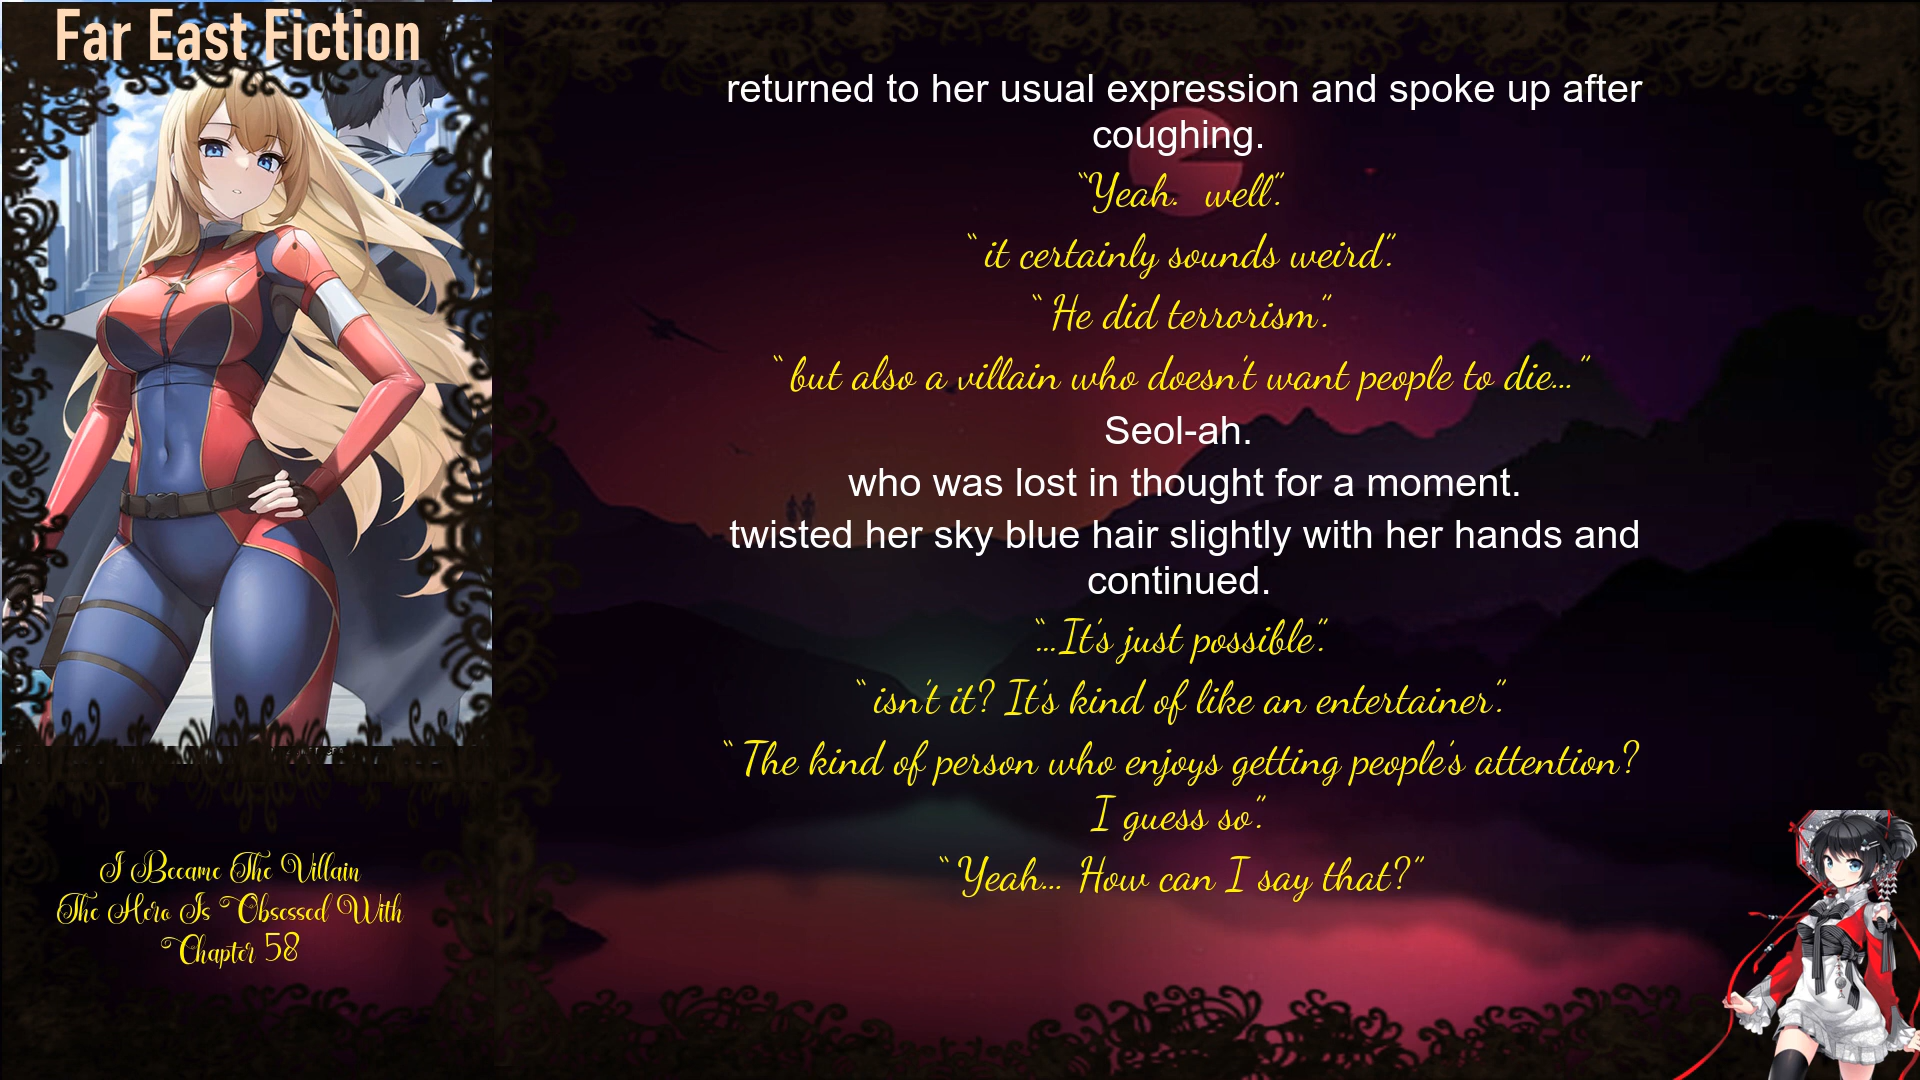 Far East Fiction
returned to her usual expression and spoke up after
coughing.
“Yeah. well”.
“ it certainly sounds weird”.
“ He did terrorism”.
“ but also a villain who doesn't want people to die...”
Seol-ah.
who was lost in thought for a moment.
twisted her sky blue hair slightly with her hands and
continued.
“...It's just possible”.
“ isn't it? It's kind of like an entertainer”.
“ The kind of person who enjoys getting people's attention?
I guess so”.
“ Yeah... How can I say that?”
I Became The Villain
The Hero Is Obsessed With
Chapter 58